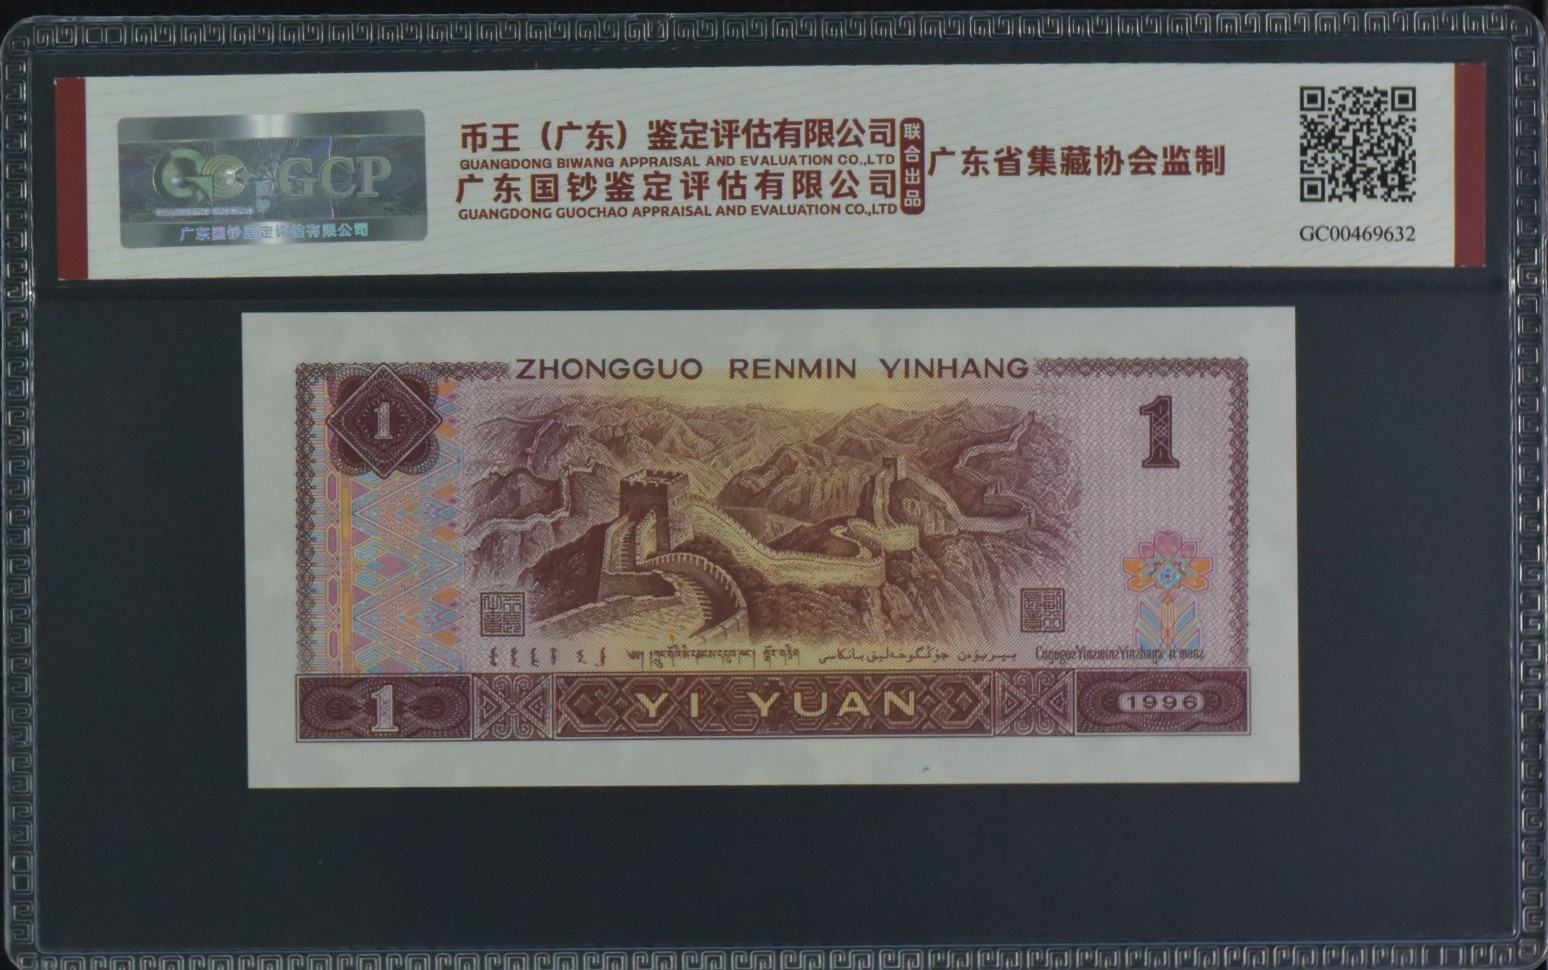 GCP
广东国钞鉴定评估有限公司
币王（广东）鉴定评估有限公司
GUANGDONG BIWANG APPRAISAL AND EVALUATION CO.,LTD
广东国钞鉴定评估有限公司
GUANGDONG GUOCHAO APPRAISAL AND EVALUATION CO.,LTD
联合出品
广东省集藏协会监制
GC00469632
ZHONGGUO RENMIN YINHANG
1
1
1
YI YUAN
1996